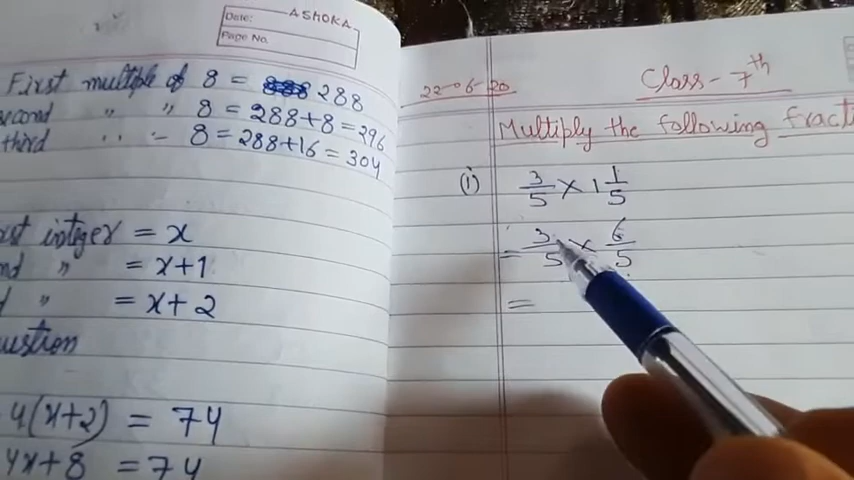 Date: ASHOKA
Page No.
First multiple of 8 = 288
second " " 8 = 288+8 = 296
third " " 8 = 288+16 = 304
integer = x
" = x+1
" = x+2
4(x+2) = 74
4x+8 = 74
22-06-20 Class - 7th
Multiply the following
(i) 3/5 × 1 1/5
= 3/5 × 6/5
=